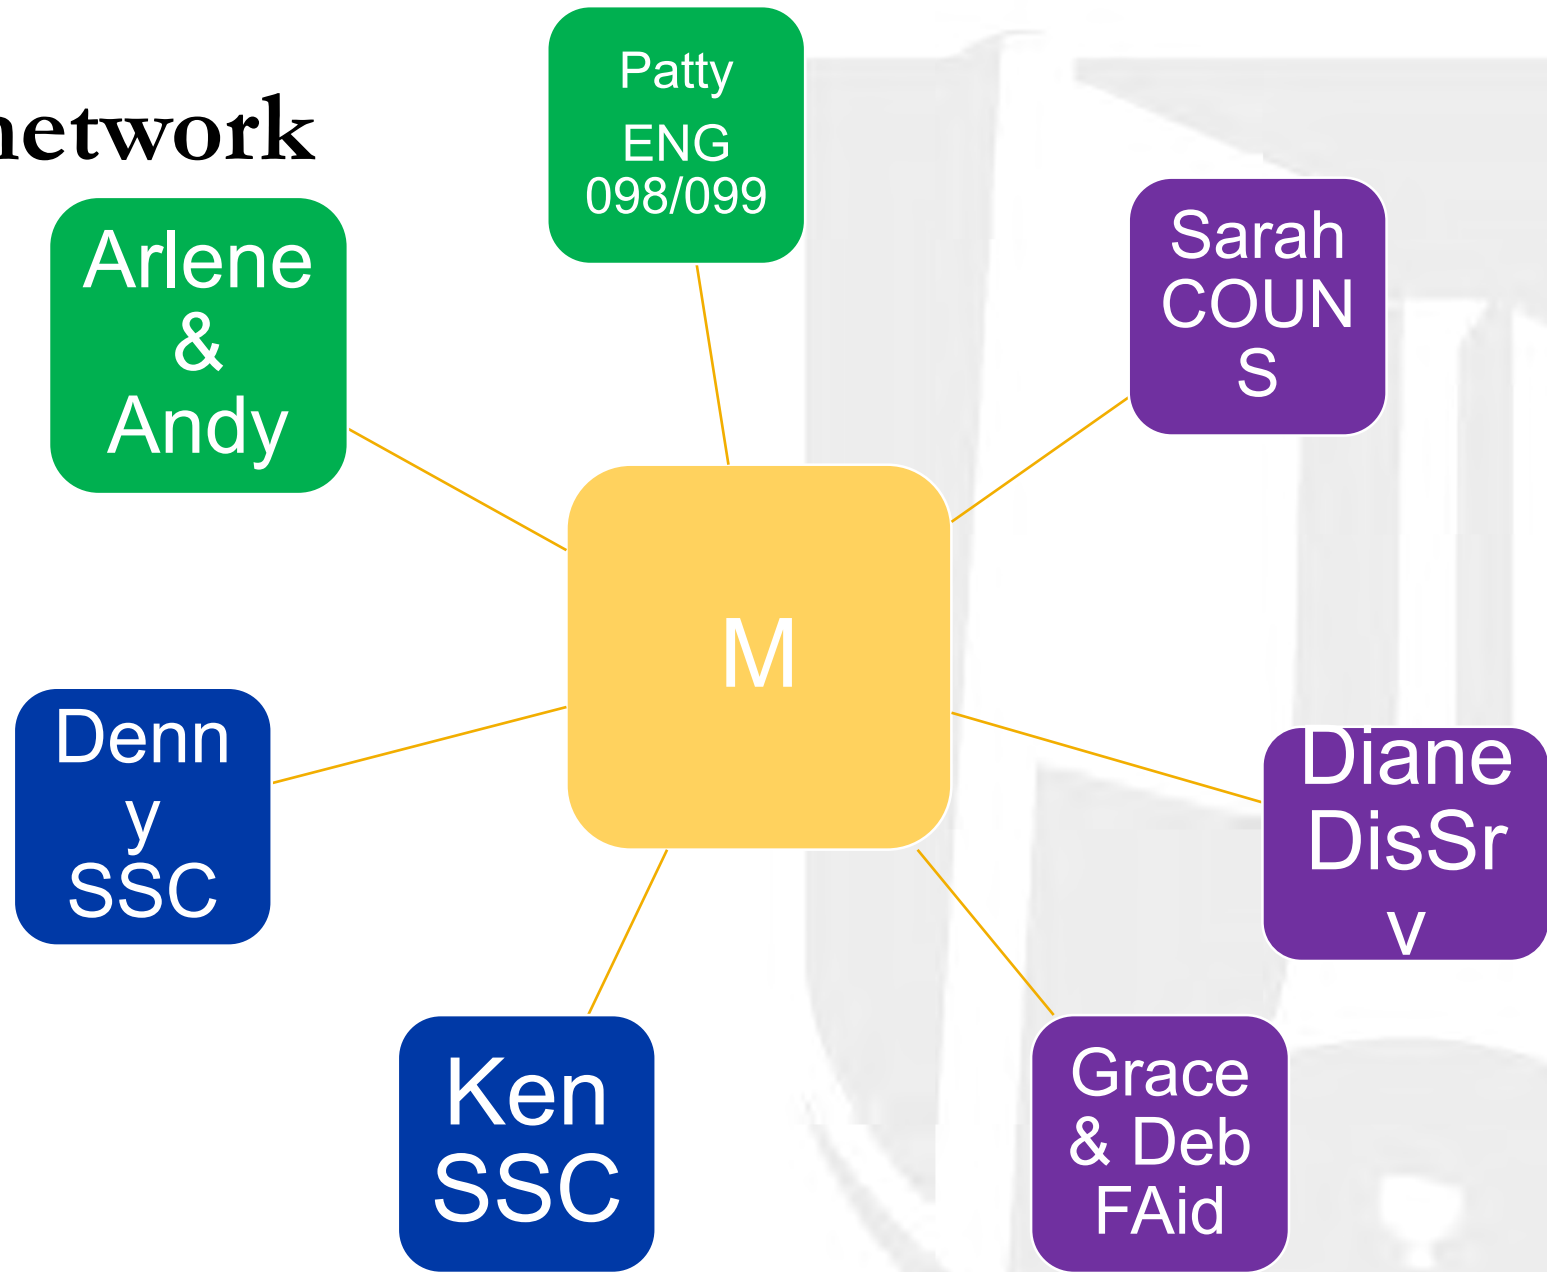 network
Patty
ENG
098/099
Arlene
&
Andy
Sarah
COUN
S
M
Denn
y
SSC
Diane
DisSr
v
Ken
SSC
Grace
& Deb
FAid